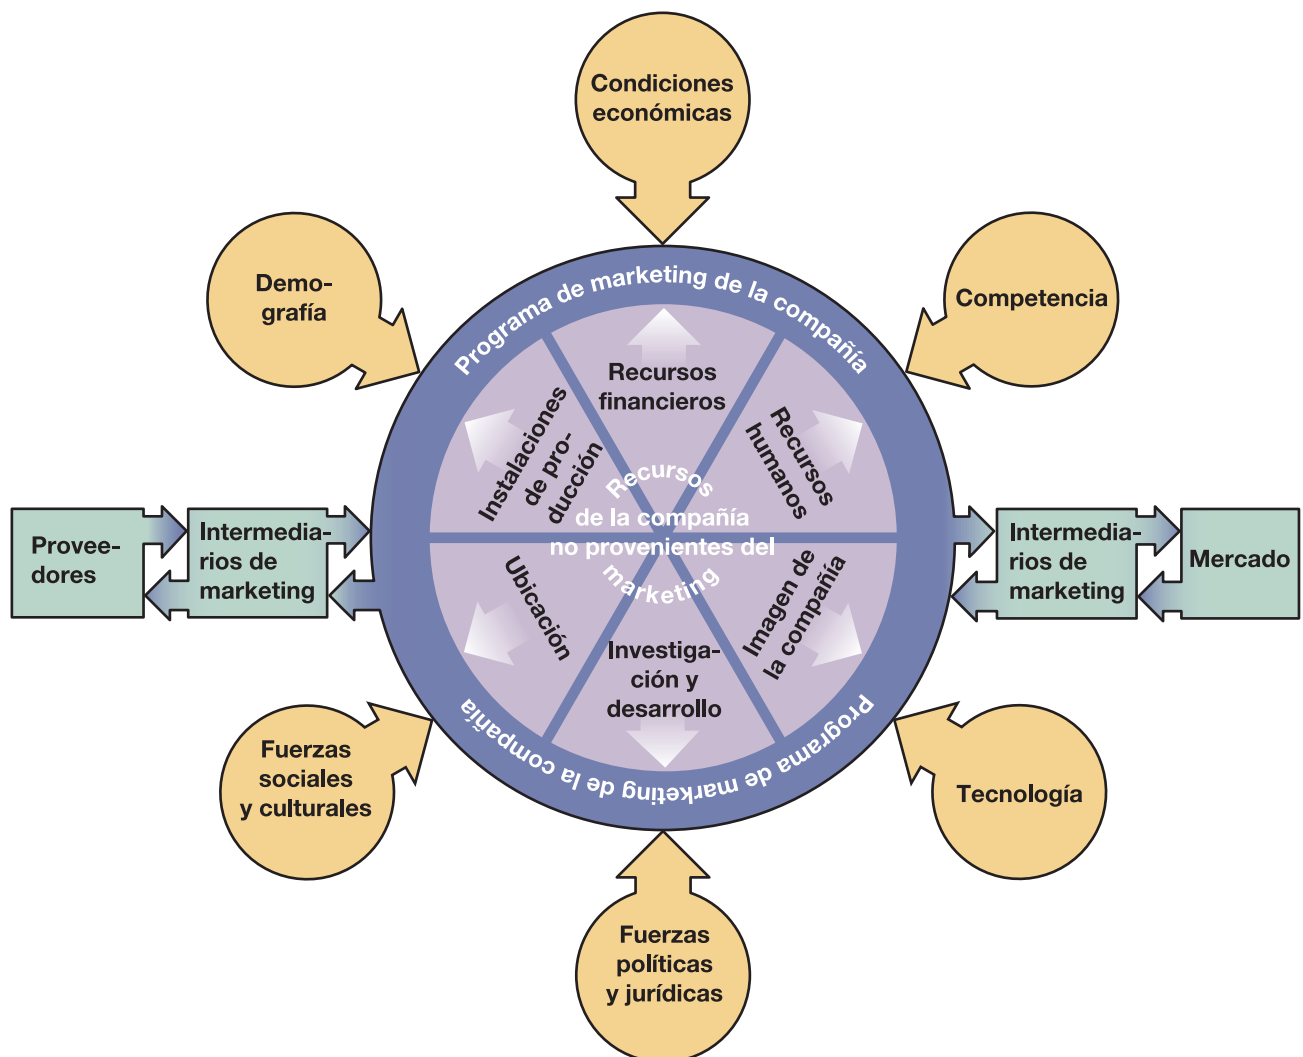 Condiciones
económicas
Demo-
grafía
Competencia
Programa de marketing de la compañía
Recursos
financieros
Instalaciones
de pro-
ducción
Recursos
humanos
Recursos
de la compañía
no provenientes del
marketing
Provee-
dores
Intermedia-
rios de
marketing
Intermedia-
rios de
marketing
Mercado
Ubicación
Investiga-
ción y
desarrollo
Imagen de
la compañía
Programa de marketing de la compañía
Fuerzas
sociales
y culturales
Tecnología
Fuerzas
políticas
y jurídicas